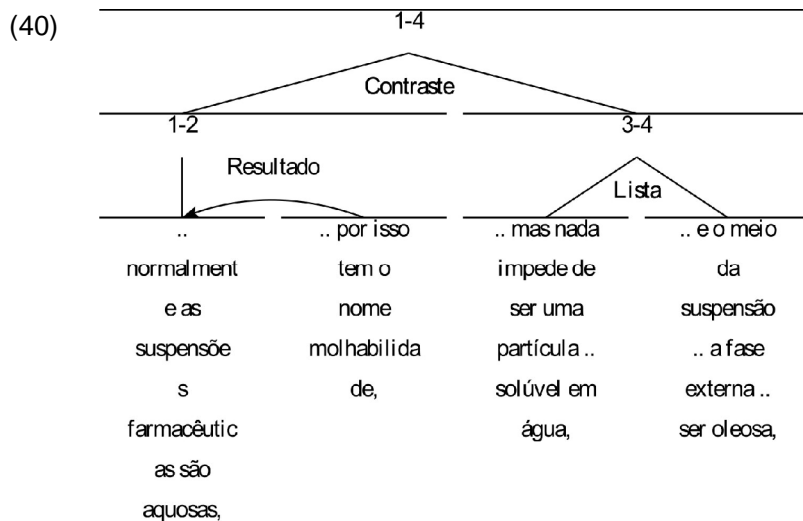 (40)
1-4
Contraste
1-2
3-4
Resultado
Lista
..
normalment
e as
suspensõe
s
farmacêutic
as são
aquosas,
.. por isso
tem o
nome
molhabilida
de,
.. mas nada
impede de
ser uma
partícula ..
solúvel em
água,
.. e o meio
da
suspensão
.. a fase
externa ..
ser oleosa,